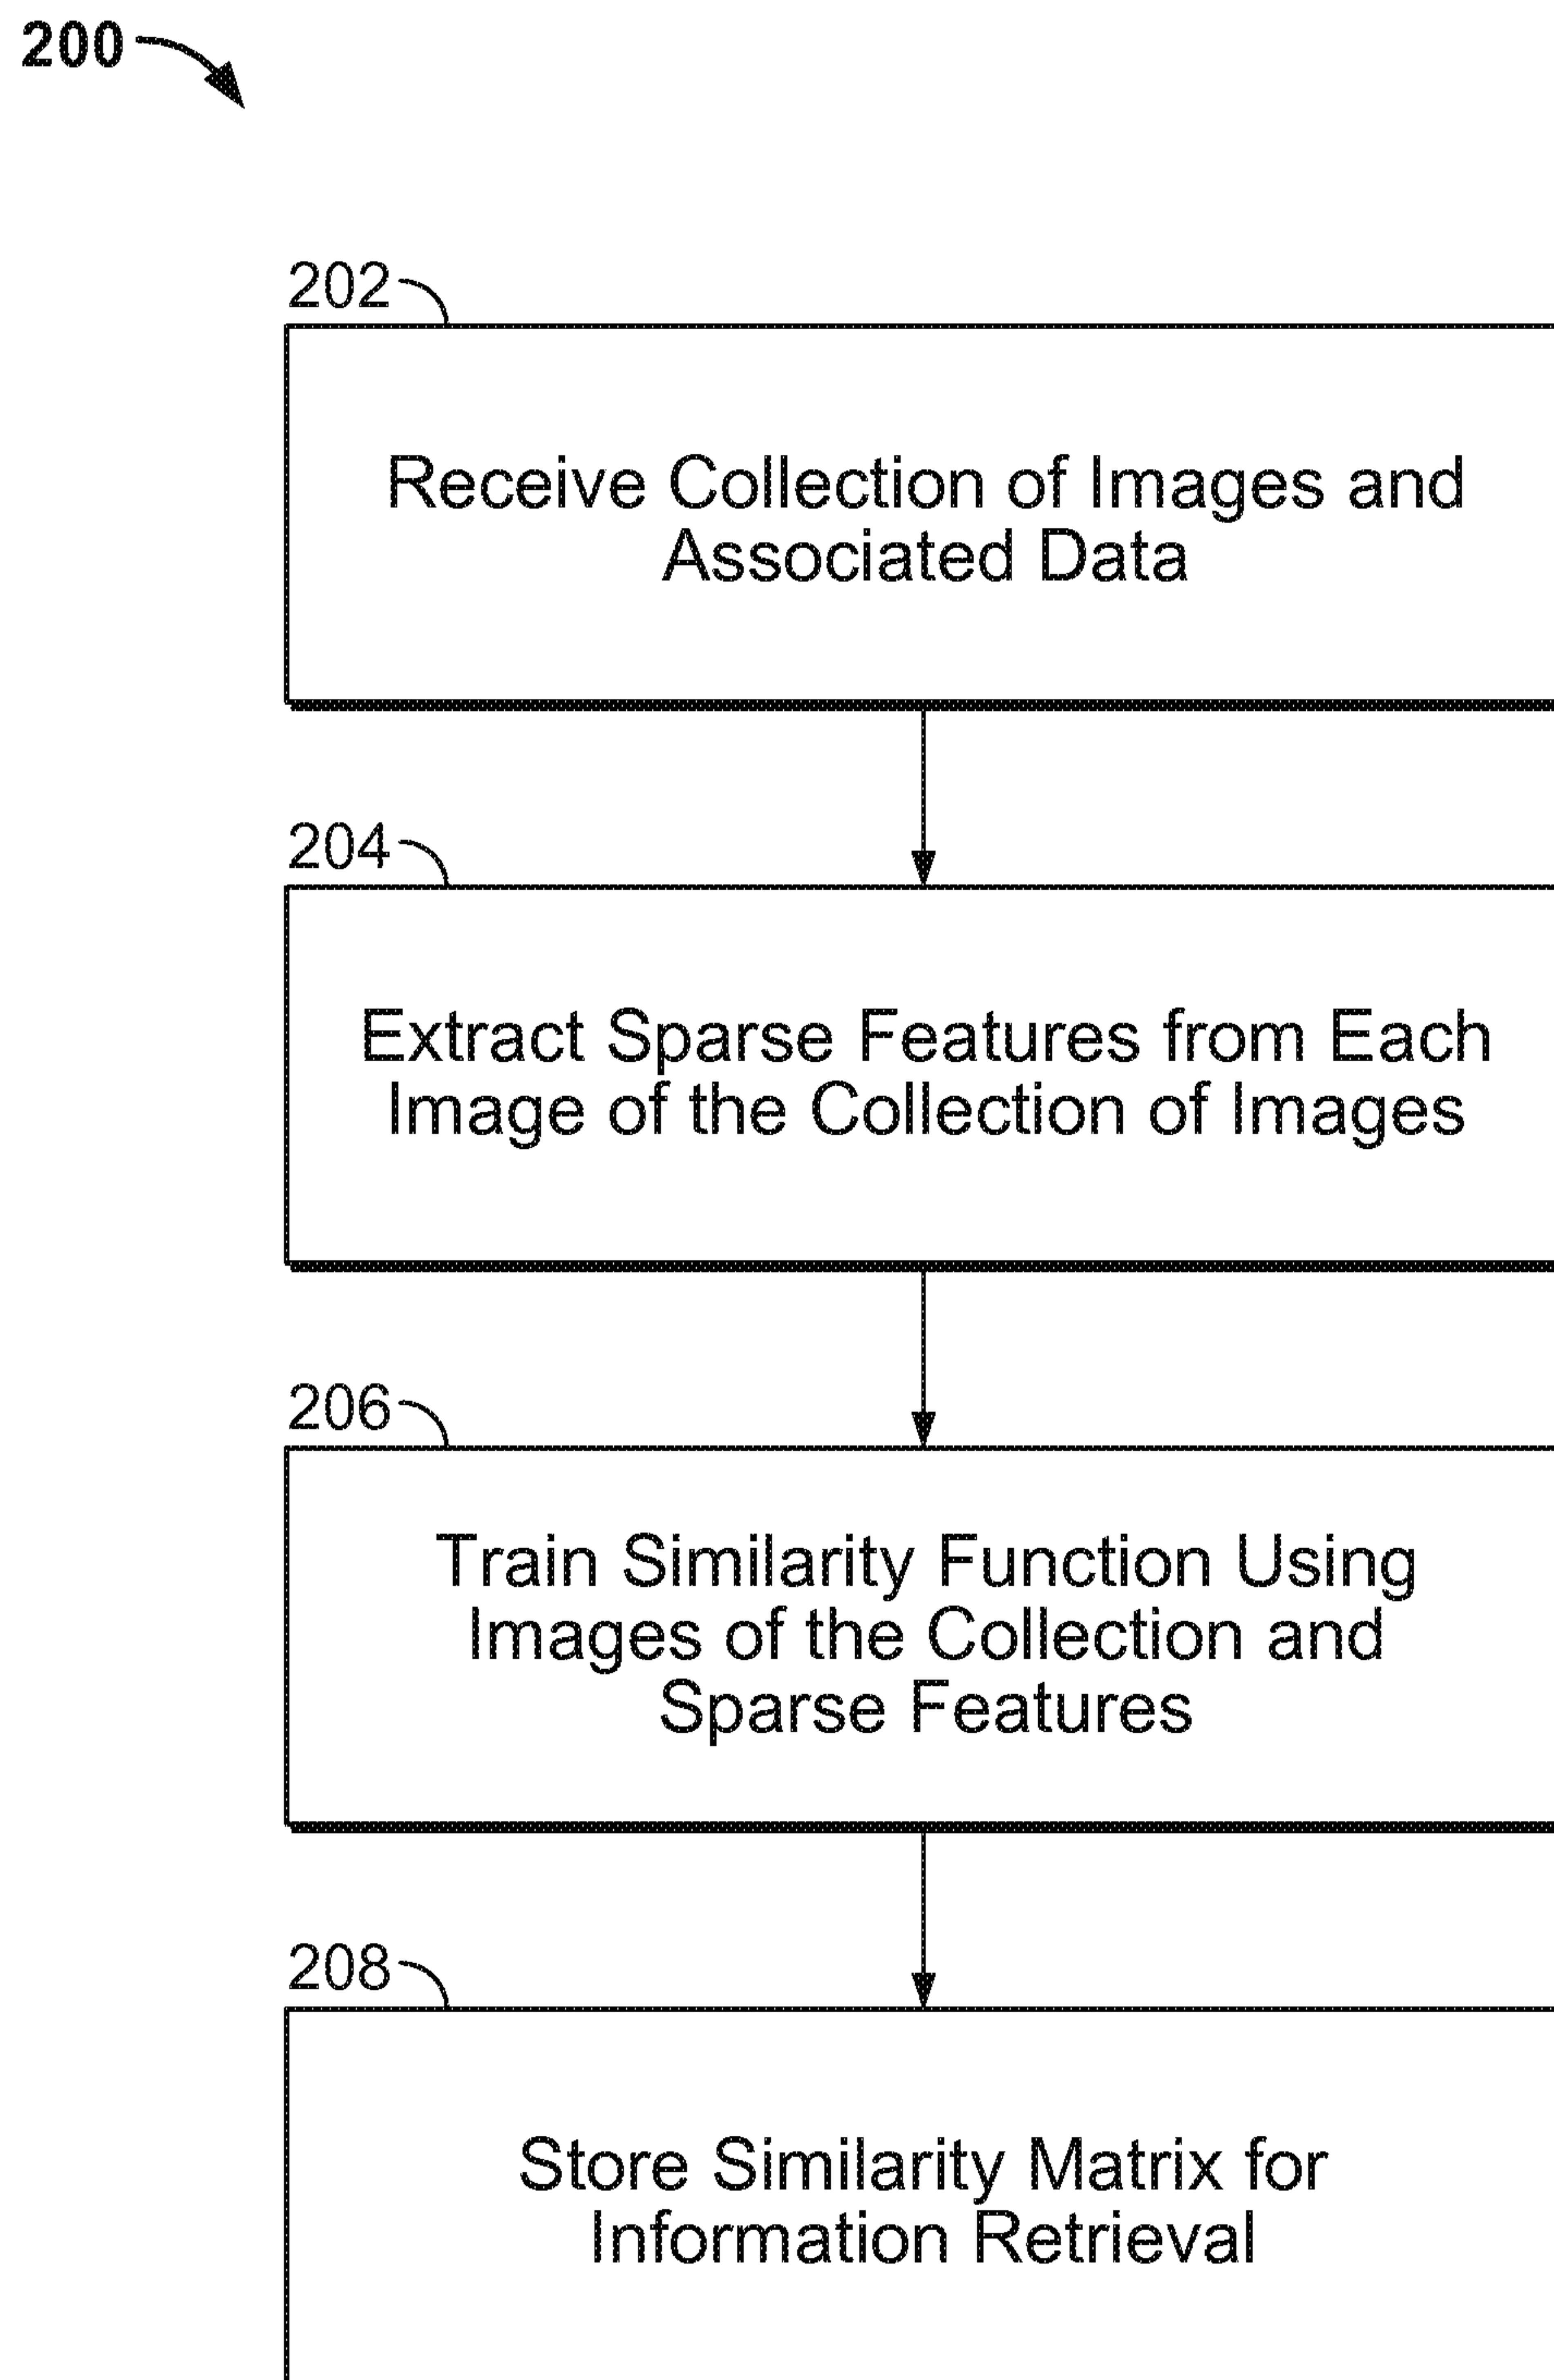 200
202
Receive Collection of Images and
Associated Data
204
Extract Sparse Features from Each
Image of the Collection of Images
206
Train Similarity Function Using
Images of the Collection and
Sparse Features
208
Store Similarity Matrix for
Information Retrieval